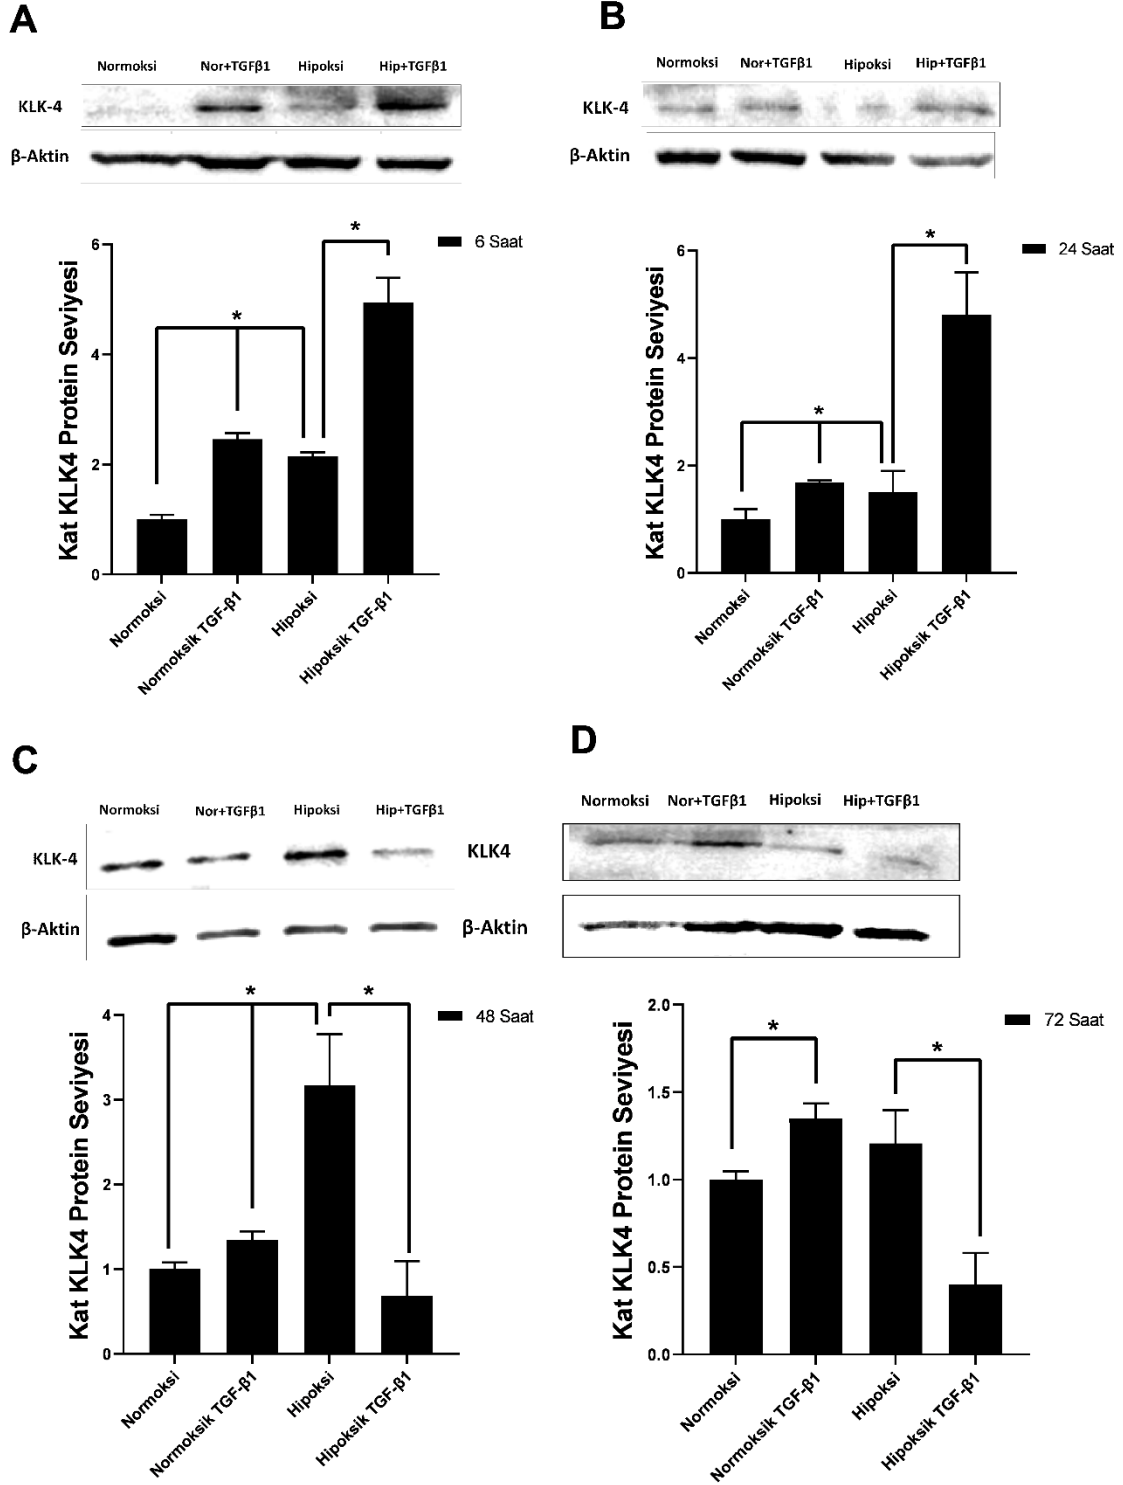 A
Normoksi Nor+TGFβ1 Hipoksi Hip+TGFβ1
KLK-4
β-Aktin
* *
6 Saat
Kat KLK4 Protein Seviyesi
6
4
2
0
Normoksi
Normoksik TGF-β1
Hipoksi
Hipoksik TGF-β1
B
Normoksi Nor+TGFβ1 Hipoksi Hip+TGFβ1
KLK-4
β-Aktin
* *
24 Saat
Kat KLK4 Protein Seviyesi
6
4
2
0
Normoksi
Normoksik TGF-β1
Hipoksi
Hipoksik TGF-β1
C
Normoksi Nor+TGFβ1 Hipoksi Hip+TGFβ1
KLK-4
β-Aktin
* *
48 Saat
Kat KLK4 Protein Seviyesi
4
3
2
1
0
Normoksi
Normoksik TGF-β1
Hipoksi
Hipoksik TGF-β1
D
Normoksi Nor+TGFβ1 Hipoksi Hip+TGFβ1
KLK4
β-Aktin
* *
72 Saat
Kat KLK4 Protein Seviyesi
2.0
1.5
1.0
0.5
0.0
Normoksi
Normoksik TGF-β1
Hipoksi
Hipoksik TGF-β1